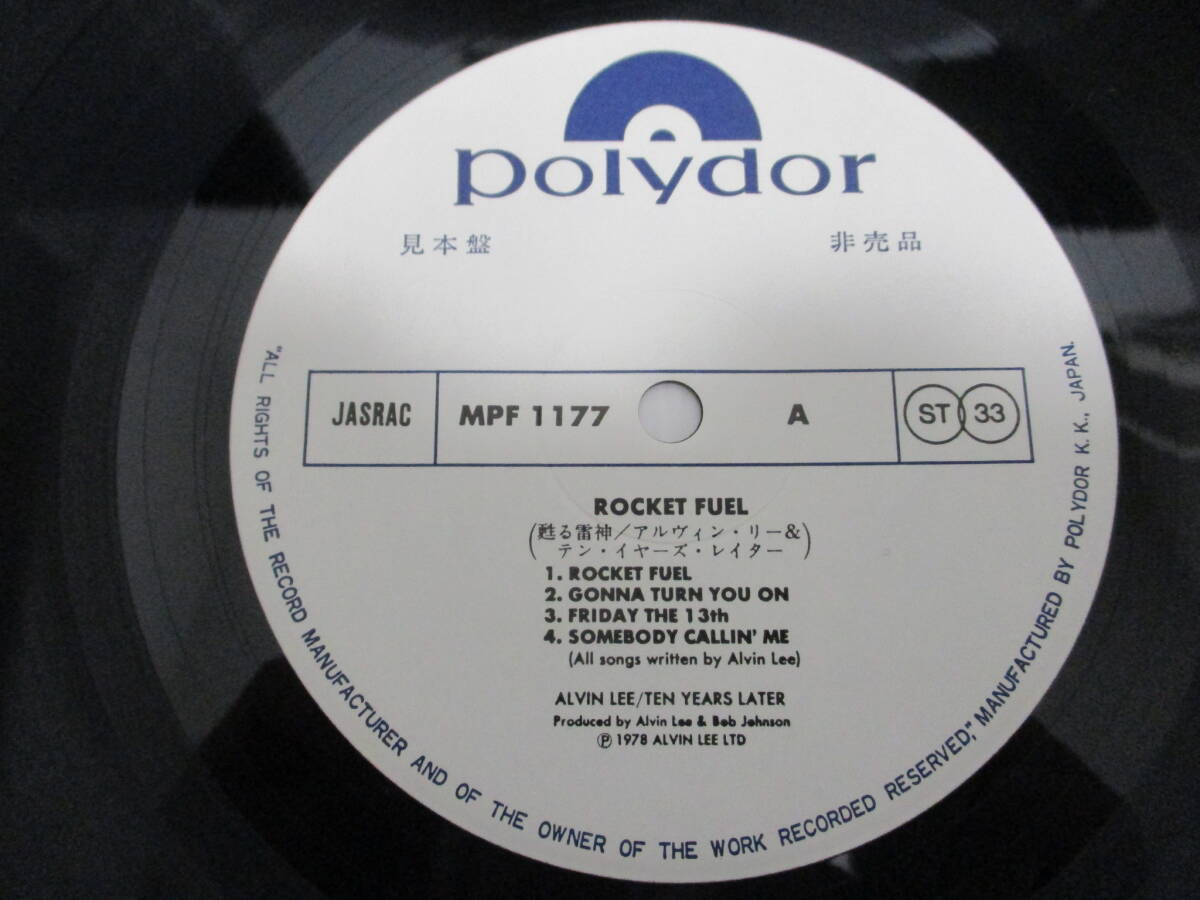 polydor
見本盤 非売品
JASRAC MPF 1177 A ST 33
ROCKET FUEL
(甦る雷神/アルヴィン・リー&
テン・イヤーズ・レイター)
1. ROCKET FUEL
2. GONNA TURN YOU ON
3. FRIDAY THE 13th
4. SOMEBODY CALLIN' ME
(All songs written by Alvin Lee)
ALVIN LEE/TEN YEARS LATER
Produced by Alvin Lee & Bob Johnson
Ⓟ 1978 ALVIN LEE LTD
"ALL RIGHTS OF THE RECORD MANUFACTURER AND OF THE OWNER OF THE WORK RECORDED RESERVED," MANUFACTURED BY POLYDOR K. K., JAPAN.